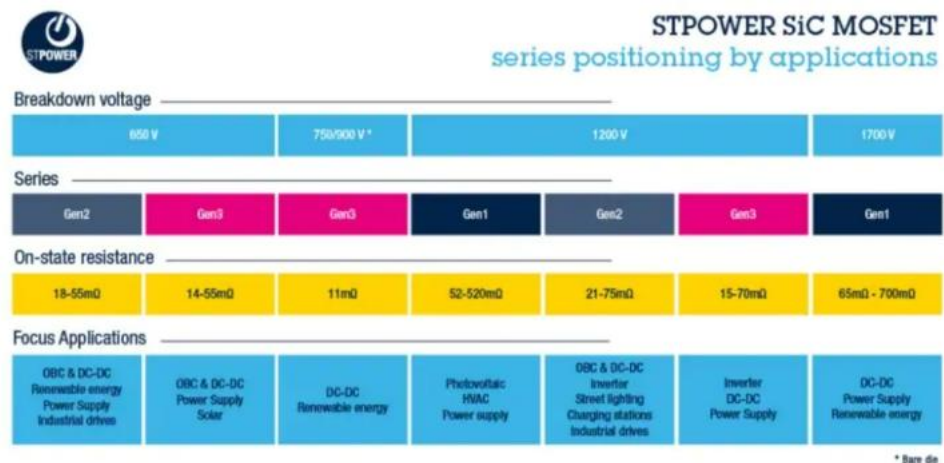 STPOWER
STPOWER SiC MOSFET
series positioning by applications
Breakdown voltage
650 V
750/900 V *
1200 V
1700 V
Series
Gen2
Gen3
Gen3
Gen1
Gen2
Gen3
Gen1
On-state resistance
18-55mΩ
14-55mΩ
11mΩ
52-520mΩ
21-75mΩ
15-70mΩ
65mΩ - 700mΩ
Focus Applications
OBC & DC-DC
Renewable energy
Power Supply
Industrial drives
OBC & DC-DC
Power Supply
Solar
DC-DC
Renewable energy
Photovoltaic
HVAC
Power supply
OBC & DC-DC
Inverter
Street lighting
Charging stations
Industrial drives
Inverter
DC-DC
Power Supply
DC-DC
Power Supply
Renewable energy
* Bare die